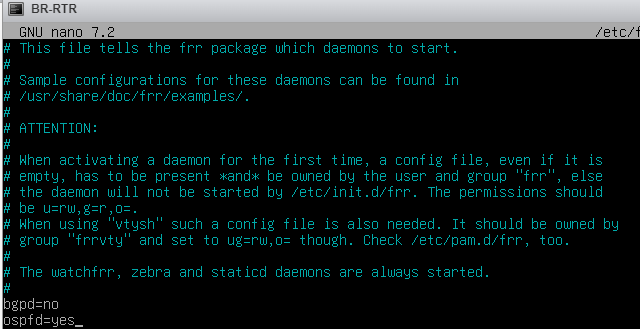 BR-RTR
GNU nano 7.2 /etc/f
# This file tells the frr package which daemons to start.
#
# Sample configurations for these daemons can be found in
# /usr/share/doc/frr/examples/.
#
# ATTENTION:
#
# When activating a daemon for the first time, a config file, even if it is
# empty, has to be present *and* be owned by the user and group "frr", else
# the daemon will not be started by /etc/init.d/frr. The permissions should
# be u=rw,g=r,o=.
# When using "vtysh" such a config file is also needed. It should be owned by
# group "frrvty" and set to ug=rw,o= though. Check /etc/pam.d/frr, too.
#
# The watchfrr, zebra and staticd daemons are always started.
#
bgpd=no
ospfd=yes_